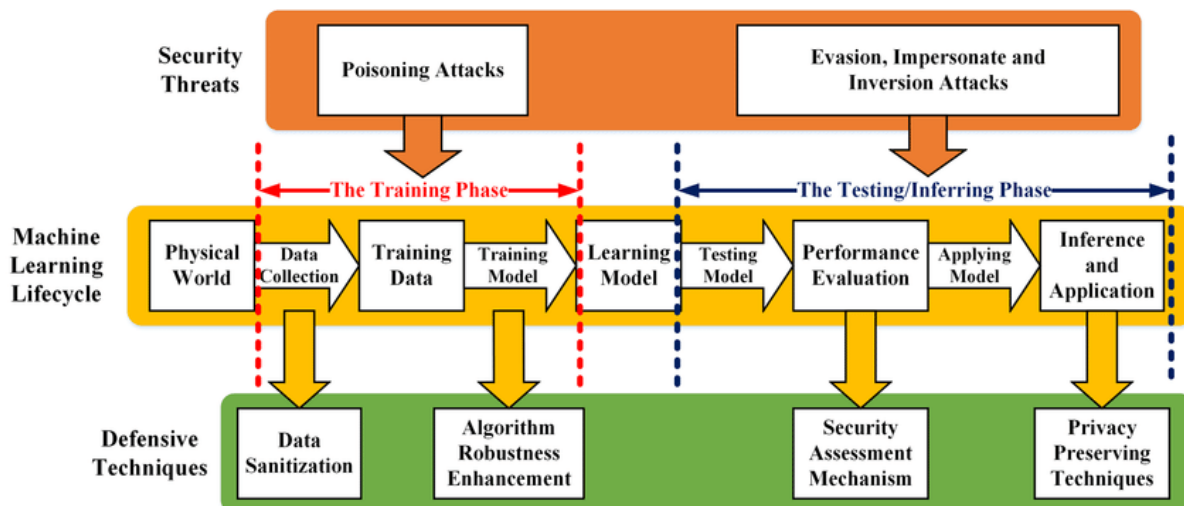 Security
Threats
Poisoning Attacks
Evasion, Impersonate and
Inversion Attacks
The Training Phase
The Testing/Inferring Phase
Machine
Learning
Lifecycle
Physical
World
Data
Collection
Training
Data
Training
Model
Learning
Model
Testing
Model
Performance
Evaluation
Applying
Model
Inference
and
Application
Defensive
Techniques
Data
Sanitization
Algorithm
Robustness
Enhancement
Security
Assessment
Mechanism
Privacy
Preserving
Techniques